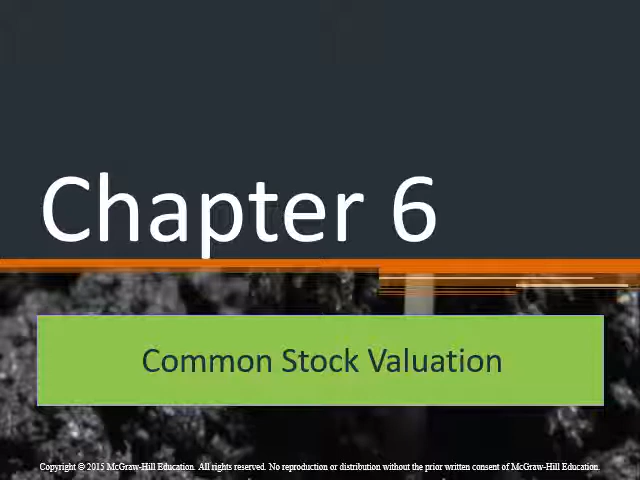 Chapter 6
Common Stock Valuation
Copyright © 2015 McGraw-Hill Education. All rights reserved. No reproduction or distribution without the prior written consent of McGraw-Hill Education.